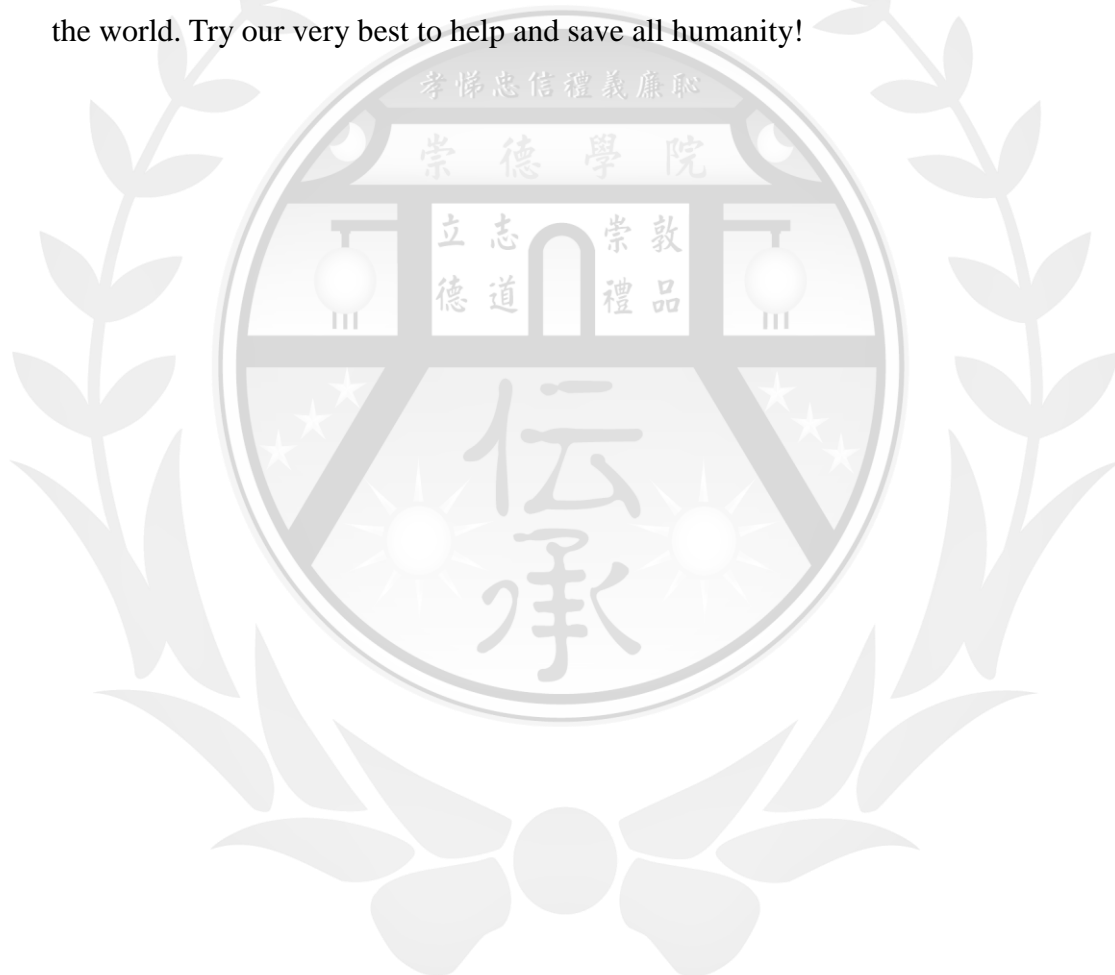 the world. Try our very best to help and save all humanity!
孝悌忠信禮義廉恥
崇德學院
立志 崇敦
德道 禮品
伝
承